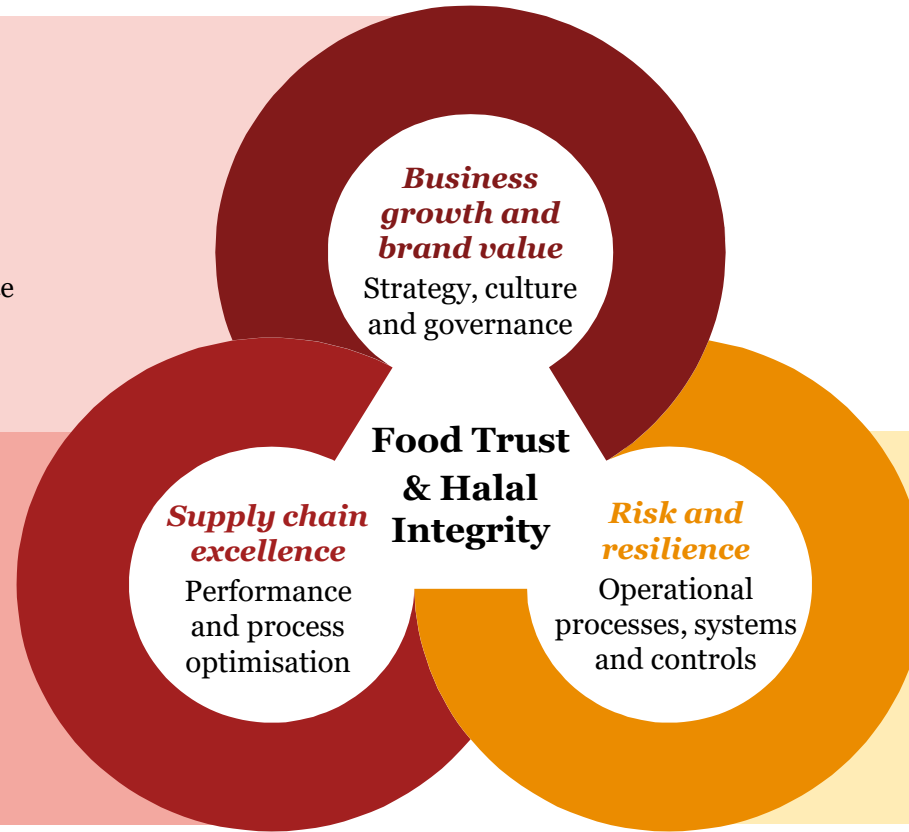 Business
growth and
brand value
Strategy, culture
and governance
Food Trust
& Halal
Integrity
Supply chain
excellence
Performance
and process
optimisation
Risk and
resilience
Operational
processes, systems
and controls